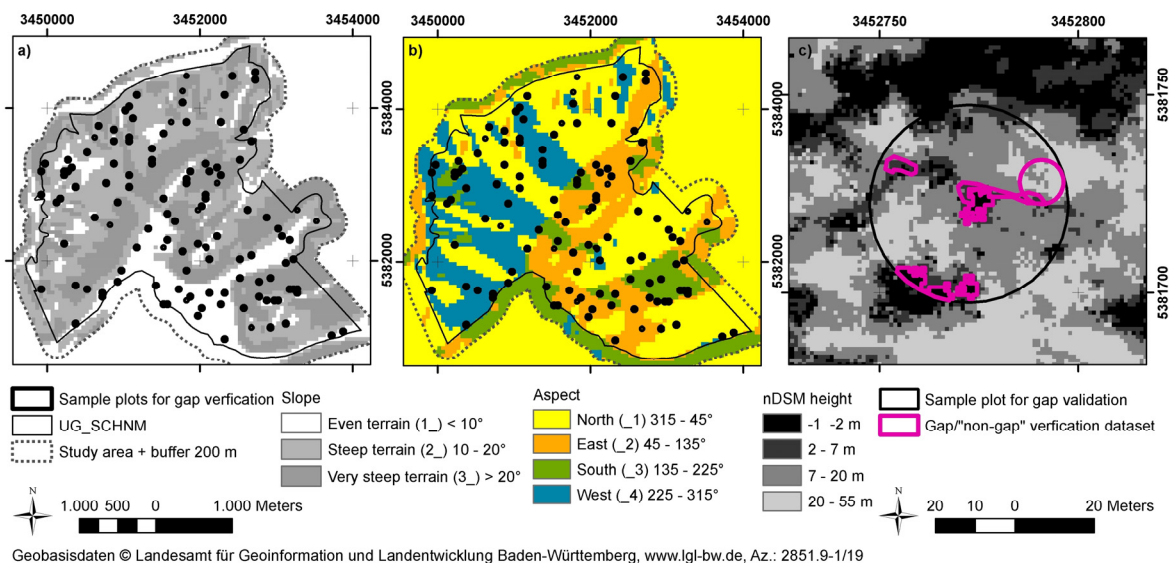 3450000 3452000 3454000 3450000 3452000 3454000 3452750 3452800
a) b) c)
5384000 5384000 5381750
5382000 5382000 5381700
Sample plots for gap verfication
UG_SCHNM
Study area + buffer 200 m
Slope
Even terrain (1_) < 10°
Steep terrain (2_) 10 - 20°
Very steep terrain (3_) > 20°
Aspect
North (_1) 315 - 45°
East (_2) 45 - 135°
South (_3) 135 - 225°
West (_4) 225 - 315°
nDSM height
-1 -2 m
2 - 7 m
7 - 20 m
20 - 55 m
Sample plot for gap validation
Gap/"non-gap" verfication dataset
N
1.000 500 0 1.000 Meters
N
20 10 0 20 Meters
Geobasisdaten © Landesamt für Geoinformation und Landentwicklung Baden-Württemberg, www.lgl-bw.de, Az.: 2851.9-1/19